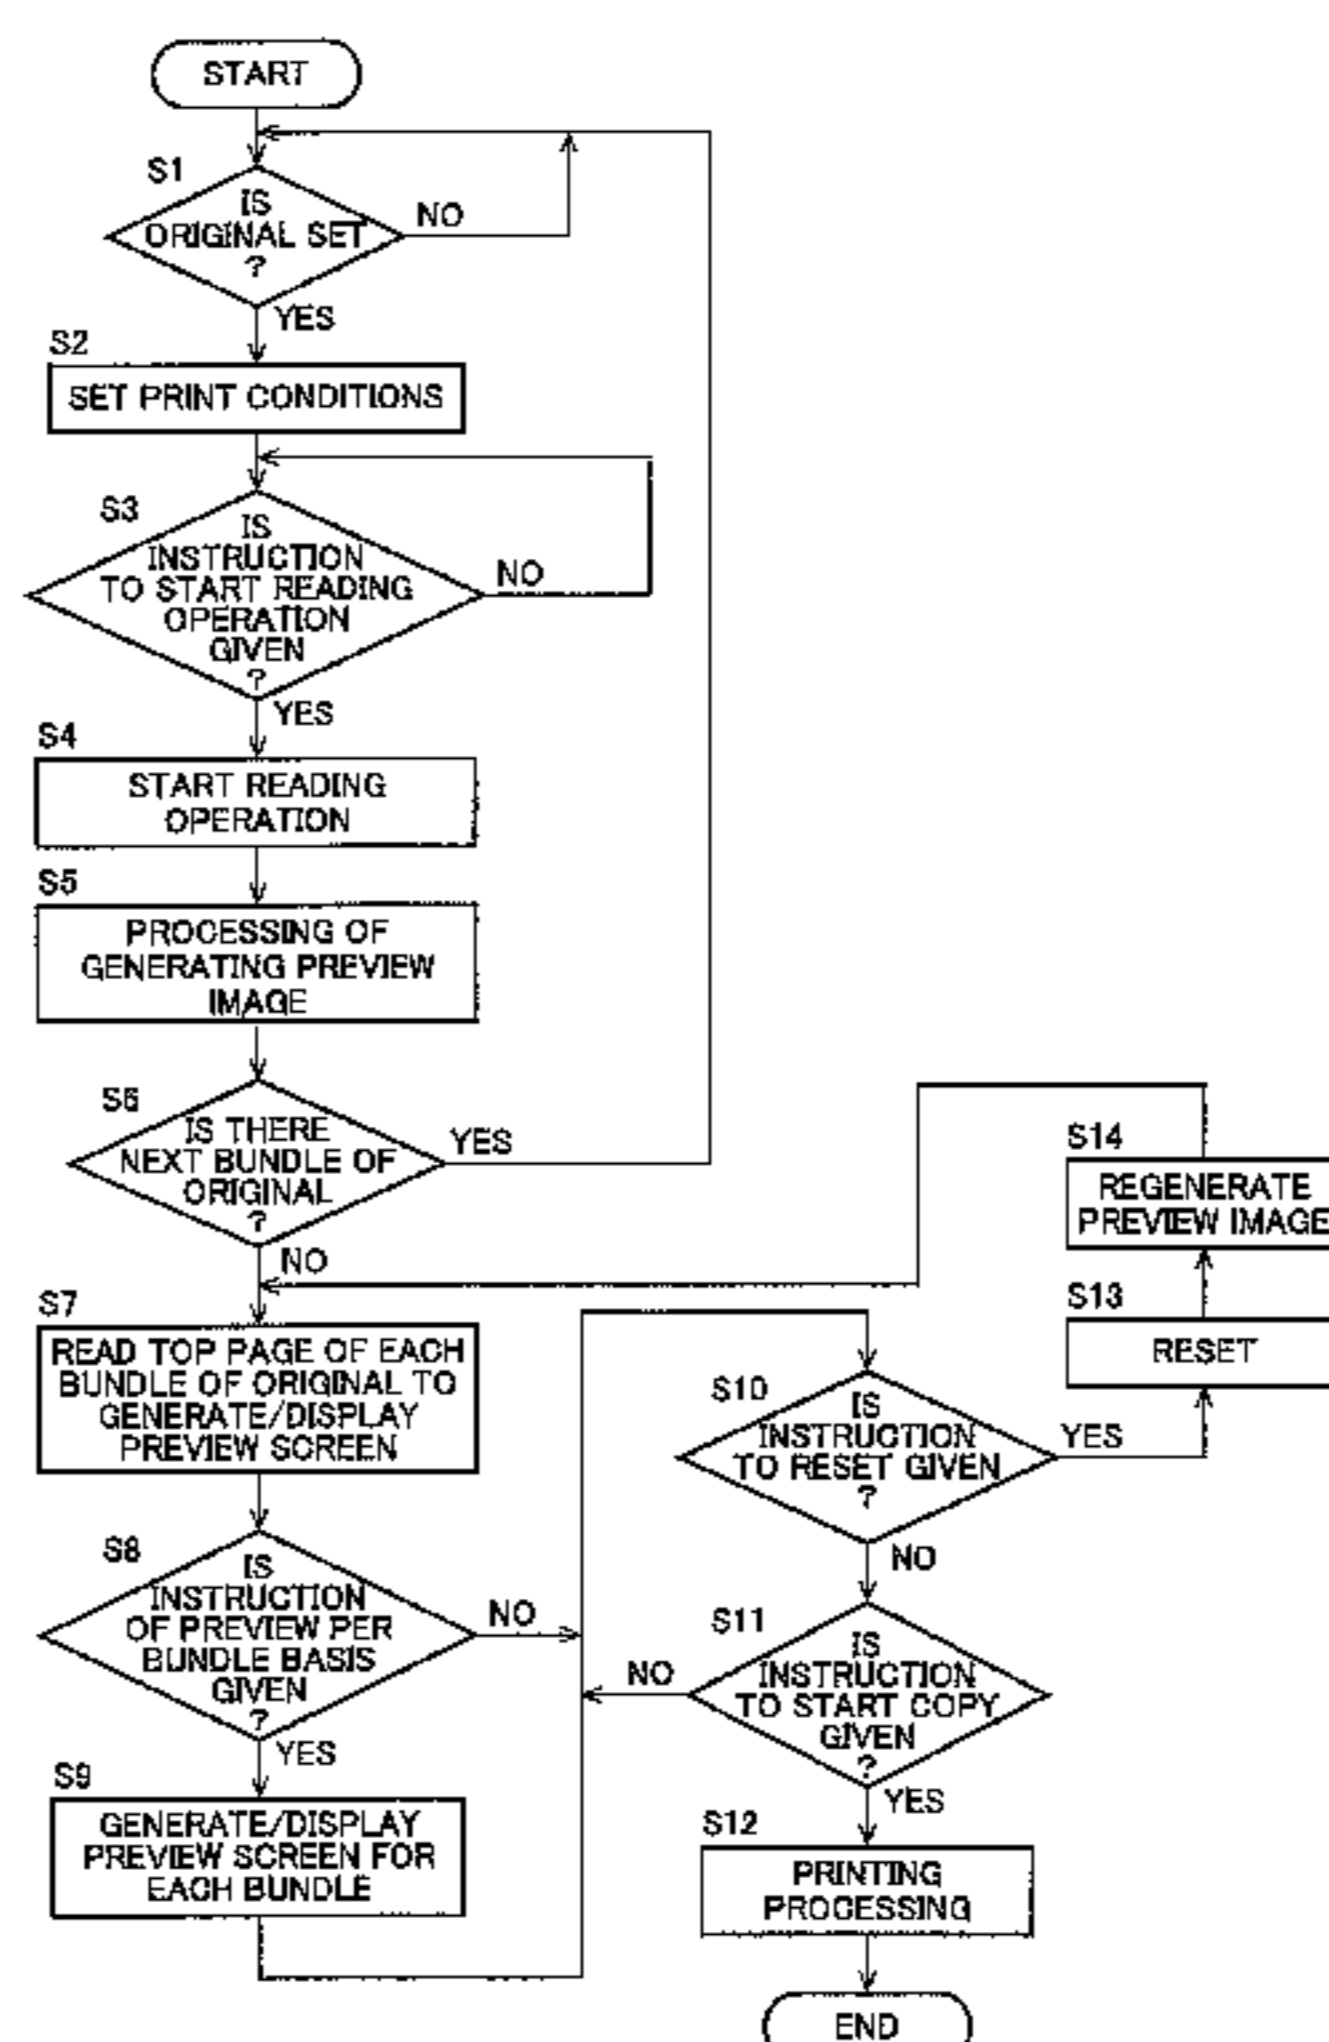 START
S1
IS
ORIGINAL SET
?
NO
YES
S2
SET PRINT CONDITIONS
S3
IS
INSTRUCTION
TO START READING
OPERATION
GIVEN
?
NO
YES
S4
START READING
OPERATION
S5
PROCESSING OF
GENERATING PREVIEW
IMAGE
S6
IS THERE
NEXT BUNDLE OF
ORIGINAL
?
YES
NO
S7
READ TOP PAGE OF EACH
BUNDLE OF ORIGINAL TO
GENERATE/DISPLAY
PREVIEW SCREEN
S8
IS
INSTRUCTION
OF PREVIEW PER
BUNDLE BASIS
GIVEN
?
NO
YES
S9
GENERATE/DISPLAY
PREVIEW SCREEN FOR
EACH BUNDLE
S14
REGENERATE
PREVIEW IMAGE
S13
RESET
S10
IS
INSTRUCTION
TO RESET GIVEN
?
YES
NO
S11
IS
INSTRUCTION
TO START COPY
GIVEN
?
NO
YES
S12
PRINTING
PROCESSING
END